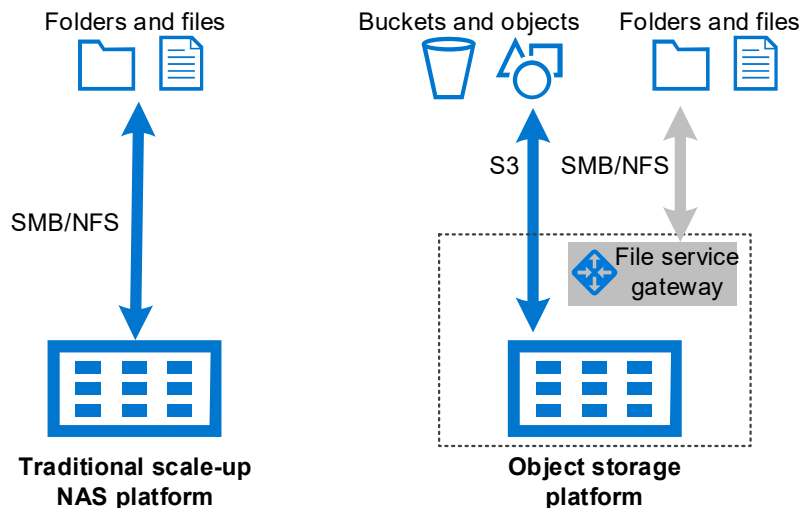 Folders and files
SMB/NFS
Traditional scale-up
NAS platform
Buckets and objects
Folders and files
S3
SMB/NFS
File service
gateway
Object storage
platform